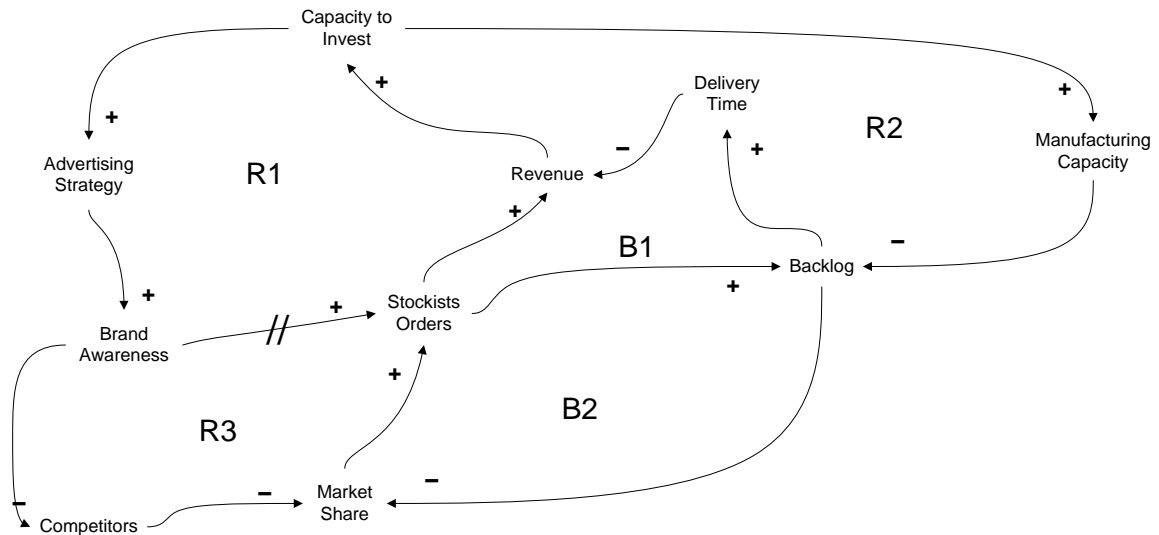 Capacity to
Invest
+
+
+
Delivery
Time
R2
Manufacturing
Capacity
Advertising
Strategy
R1
−
+
Revenue
+
B1
−
Backlog
+
+
Stockists
Orders
+
//
Brand
Awareness
+
R3
B2
−
−
−
Market
Share
Competitors